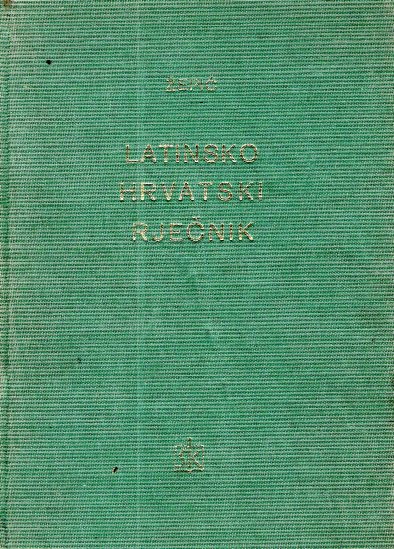 ŽEPIĆ
LATINSKO
HRVATSKI
RJEČNIK